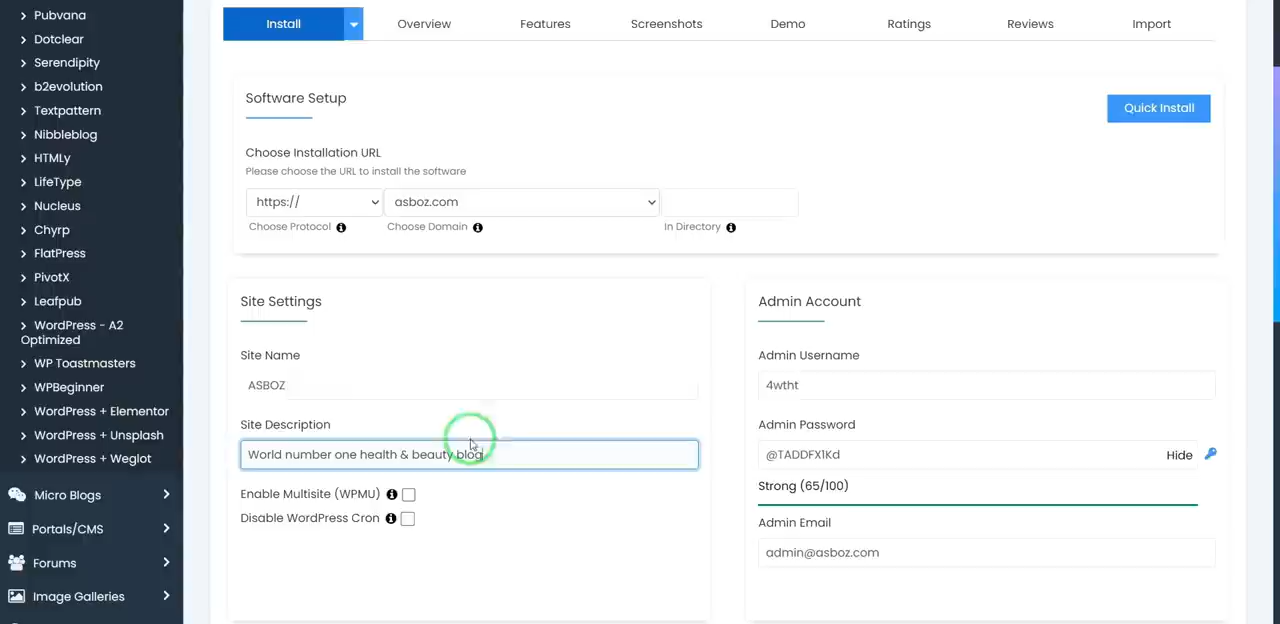 Pubvana
Dotclear
Serendipity
b2evolution
Textpattern
Nibbleblog
HTMLy
LifeType
Nucleus
Chyrp
FlatPress
PivotX
Leafpub
WordPress - A2
Optimized
WP Toastmasters
WPBeginner
WordPress + Elementor
WordPress + Unsplash
WordPress + Weglot
Micro Blogs
Portals/CMS
Forums
Image Galleries
Install
Overview
Features
Screenshots
Demo
Ratings
Reviews
Import
Software Setup
Quick Install
Choose Installation URL
Please choose the URL to install the software
https://
asboz.com
Choose Protocol
Choose Domain
In Directory
Site Settings
Site Name
ASBOZ
Site Description
World number one health & beauty blog
Enable Multisite (WPMU)
Disable WordPress Cron
Admin Account
Admin Username
4wtht
Admin Password
@TADDFX1Kd
Hide
Strong (65/100)
Admin Email
admin@asboz.com